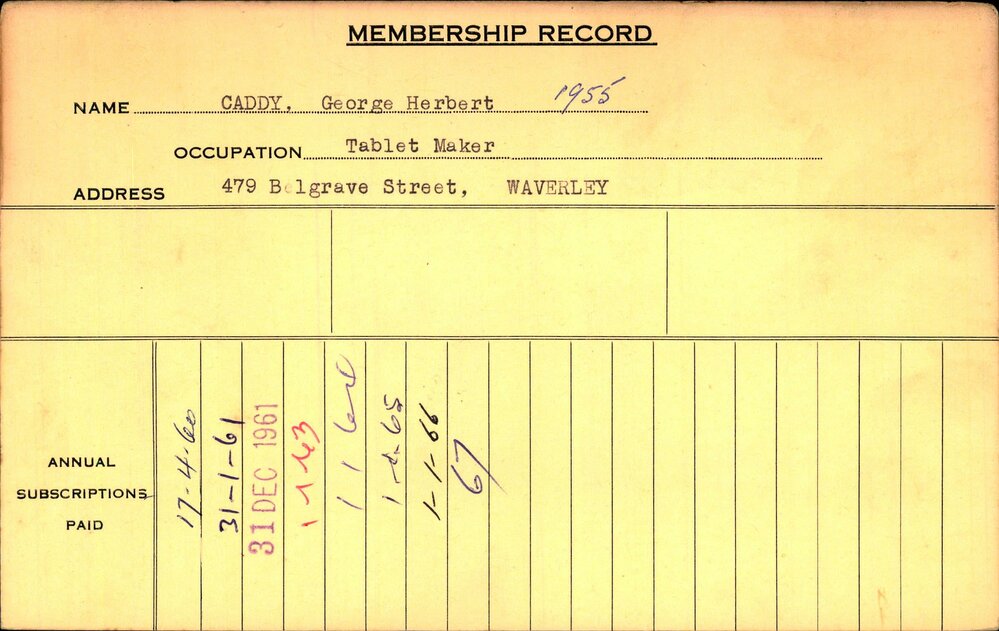 MEMBERSHIP RECORD
NAME CADDY, George Herbert 1955
OCCUPATION Tablet Maker
ADDRESS 479 Belgrave Street, WAVERLEY
ANNUAL
SUBSCRIPTIONS
PAID
17-4-60
31-1-61
31 DEC 1961
1-1-63
1 1 64
65
1-1-66
67